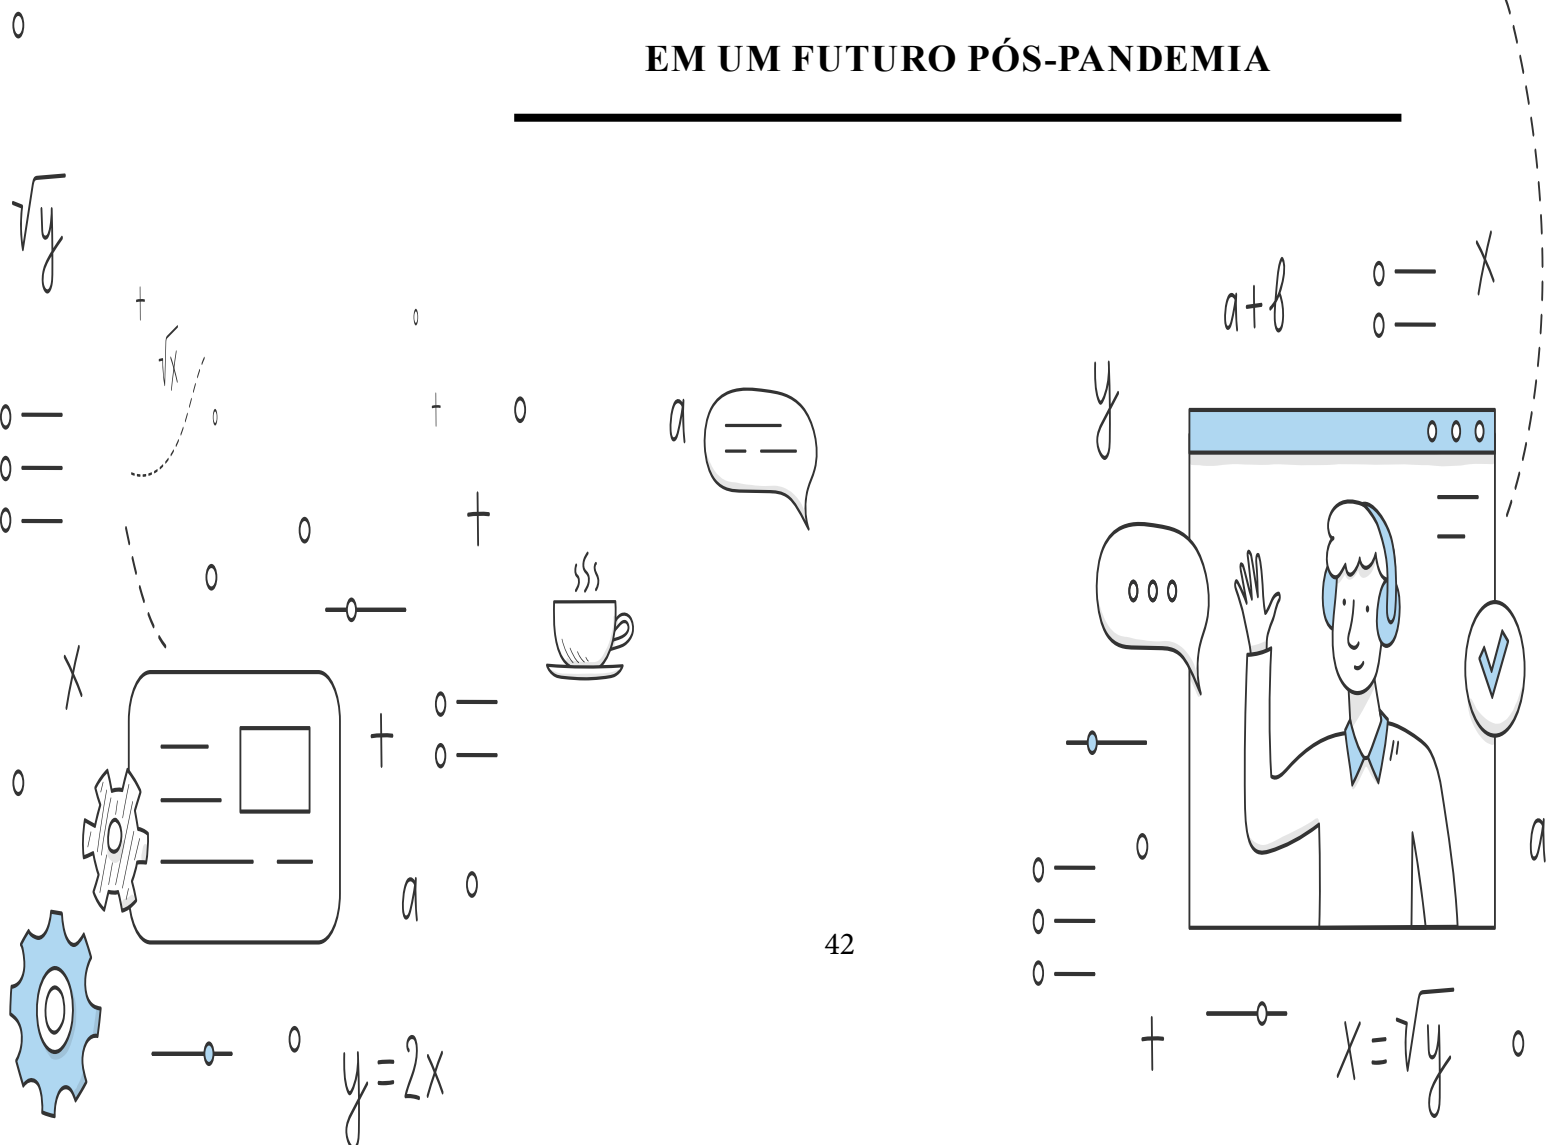 EM UM FUTURO PÓS-PANDEMIA
√y
x
a+b
√x
y
a
x
a
a
42
x=√y
y=2x